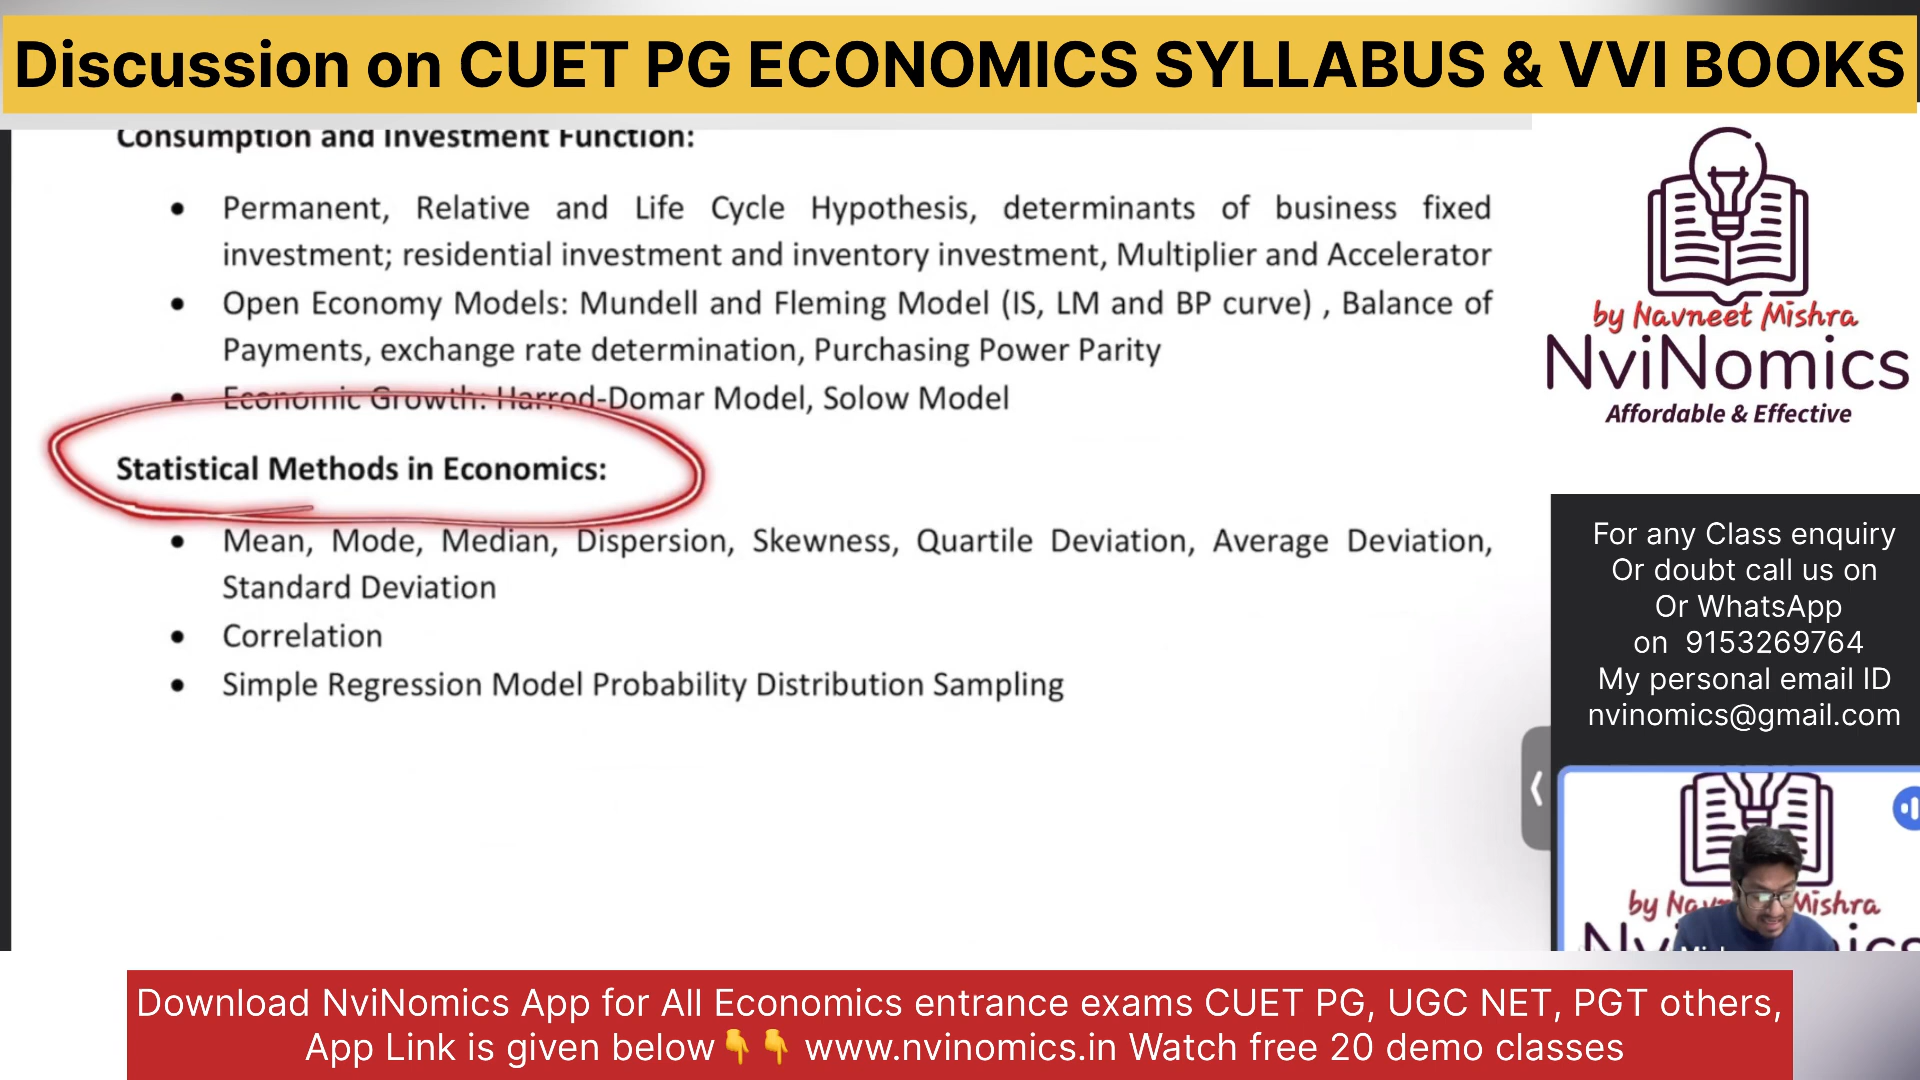 Discussion on CUET PG ECONOMICS SYLLABUS & VVI BOOKS
Consumption and Investment Function:
• Permanent, Relative and Life Cycle Hypothesis, determinants of business fixed
investment; residential investment and inventory investment, Multiplier and Accelerator
• Open Economy Models: Mundell and Fleming Model (IS, LM and BP curve) , Balance of
Payments, exchange rate determination, Purchasing Power Parity
• Economic Growth: Harrod-Domar Model, Solow Model
Statistical Methods in Economics:
• Mean, Mode, Median, Dispersion, Skewness, Quartile Deviation, Average Deviation,
Standard Deviation
• Correlation
• Simple Regression Model Probability Distribution Sampling
by Navneet Mishra
NviNomics
Affordable & Effective
For any Class enquiry
Or doubt call us on
Or WhatsApp
on 9153269764
My personal email ID
nvinomics@gmail.com
by Mishra
Download NviNomics App for All Economics entrance exams CUET PG, UGC NET, PGT others,
App Link is given below👇👇 www.nvinomics.in Watch free 20 demo classes